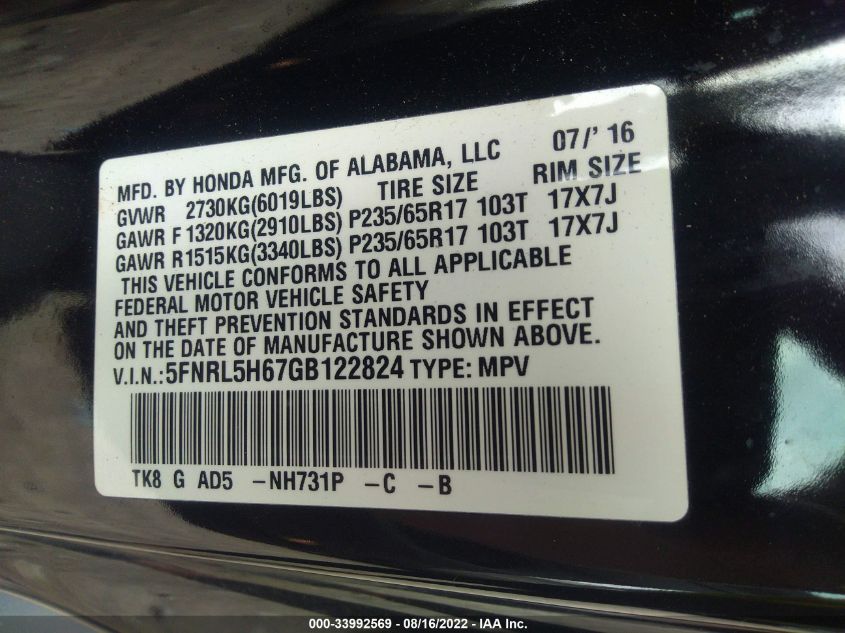 MFD. BY HONDA MFG. OF ALABAMA, LLC 07/' 16
GVWR 2730KG(6019LBS) TIRE SIZE RIM SIZE
GAWR F 1320KG(2910LBS) P235/65R17 103T 17X7J
GAWR R1515KG(3340LBS) P235/65R17 103T 17X7J
THIS VEHICLE CONFORMS TO ALL APPLICABLE
FEDERAL MOTOR VEHICLE SAFETY
AND THEFT PREVENTION STANDARDS IN EFFECT
ON THE DATE OF MANUFACTURE SHOWN ABOVE.
V.I.N.:5FNRL5H67GB122824 TYPE: MPV
TK8 G AD5 -NH731P -C -B
000-33992569 - 08/16/2022 - IAA Inc.